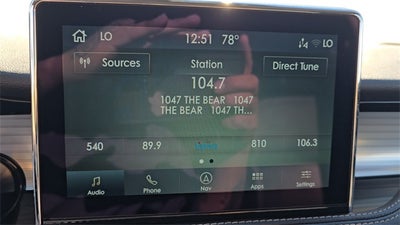 LO 12:51 78° LO
Sources Station Direct Tune
104.7
1047 THE BEAR 1047
THE BEAR 1047 TH...
540 89.9 810 106.3
Audio Phone Nav Apps Settings